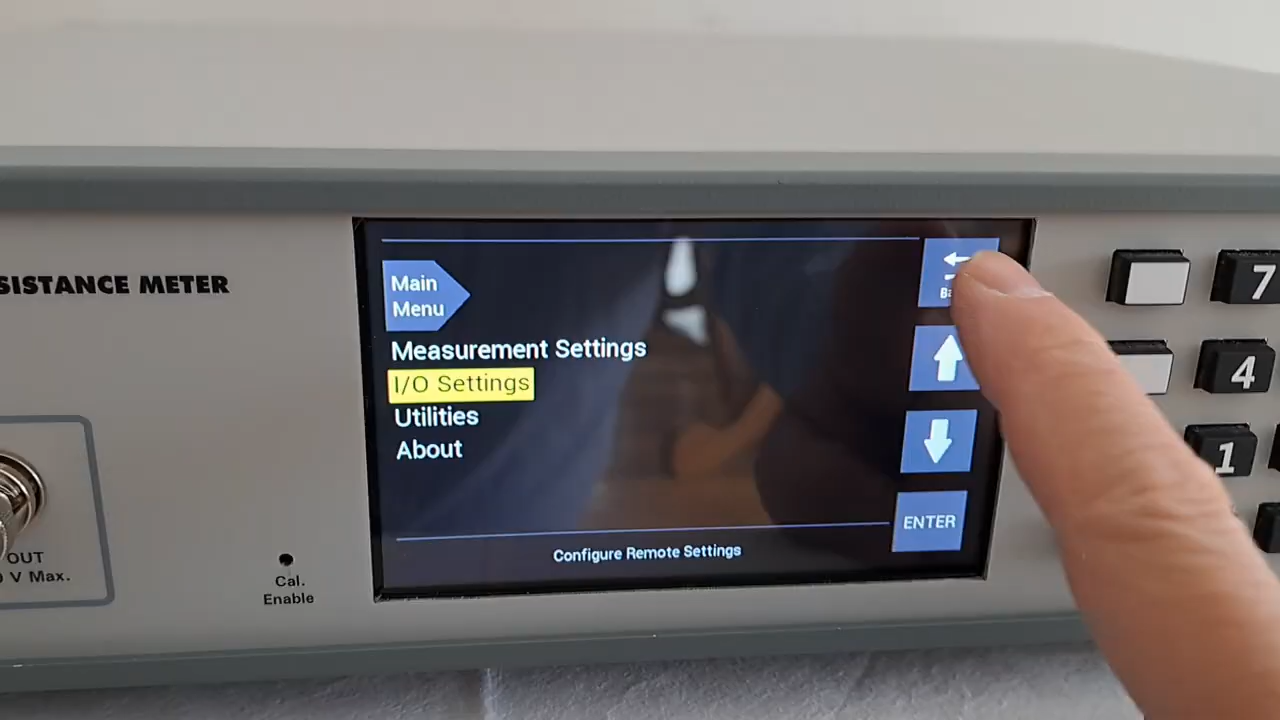 SISTANCE METER
Main
Menu
Measurement Settings
I/O Settings
Utilities
About
ENTER
Configure Remote Settings
OUT
V Max.
Cal.
Enable
7
4
1